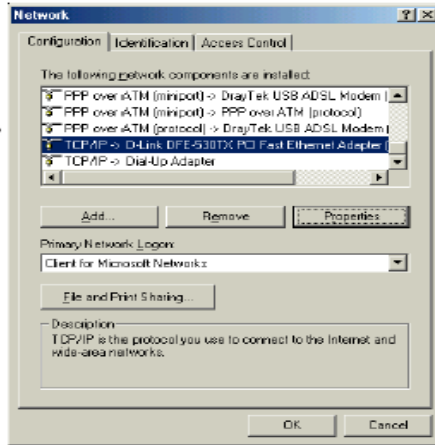 Network
Configuration Identification Access Control
The following network components are installed:
PPP over ATM (miniport) -> DrayTek USB ADSL Modem (
PPP over ATM (miniport) -> PPP over ATM (protocol)
PPP over ATM (protocol) -> DrayTek USB ADSL Modem (
TCP/IP -> D-Link DFE-530TX PCI Fast Ethernet Adapter (
TCP/IP -> Dial-Up Adapter
Add... Remove Properties
Primary Network Logon:
Client for Microsoft Networks
File and Print Sharing...
Description
TCP/IP is the protocol you use to connect to the Internet and
wide-area networks.
OK Cancel